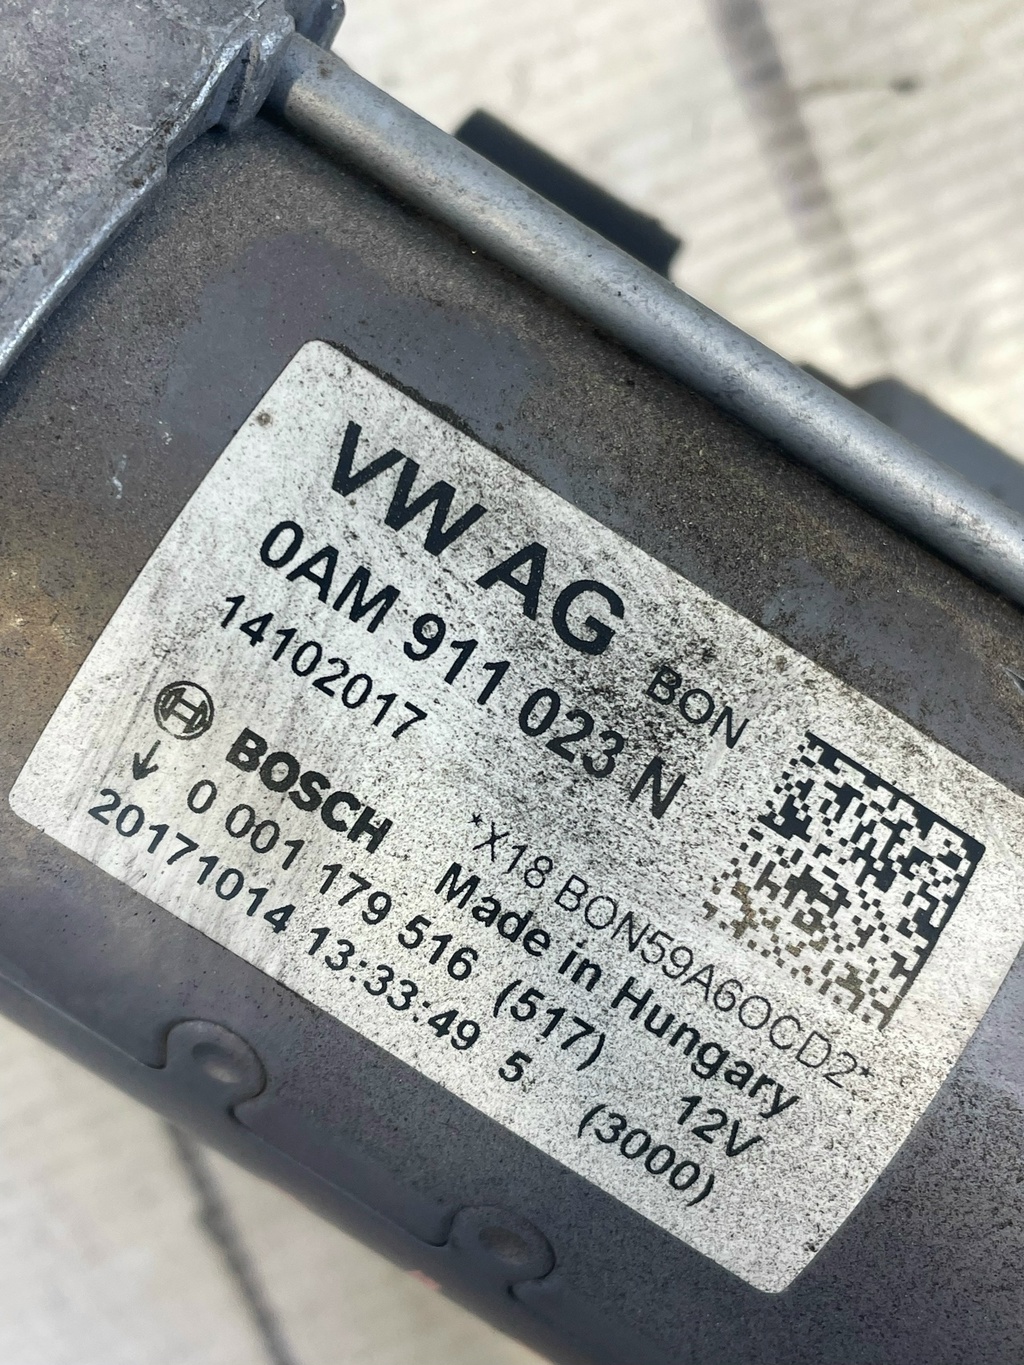 VW AG
BON
0AM 911 023 N
14102017
*X18 BON59A6OCD2*
BOSCH Made in Hungary
↓ 0 001 179 516 (517) 12V
20171014 13:33:49 5 (3000)